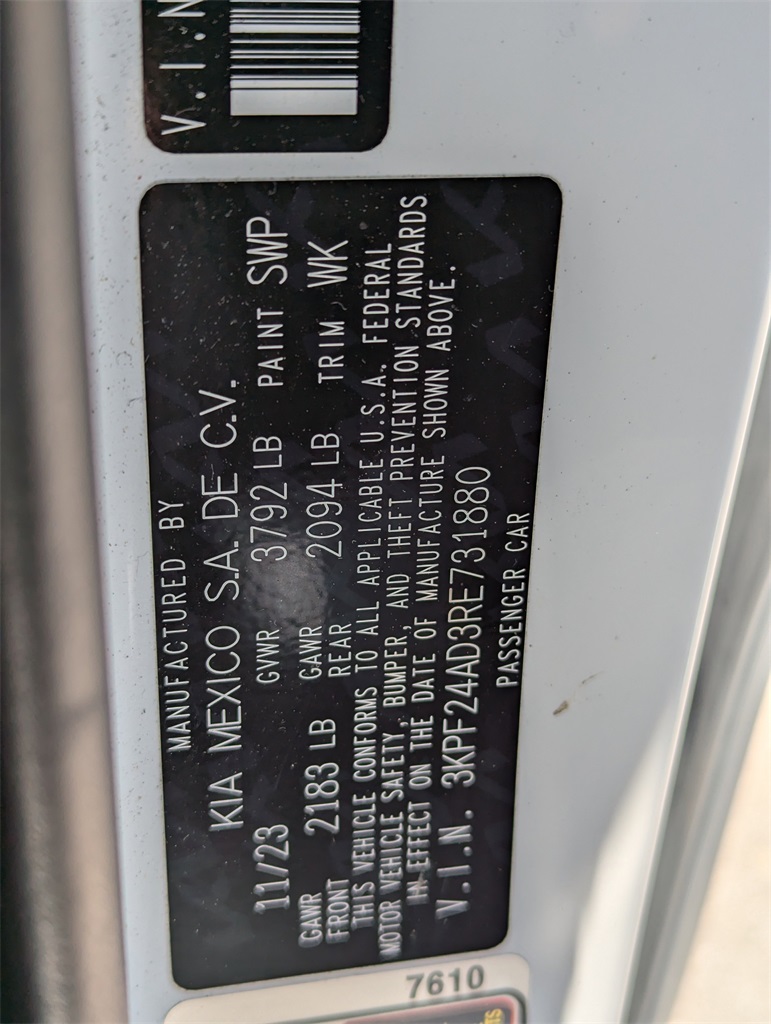 V.I.N
MANUFACTURED BY
KIA MEXICO S.A. DE C.V.
11/23 GVWR 3792 LB PAINT SWP
GAWR FRONT 2183 LB GAWR REAR 2094 LB TRIM WK
THIS VEHICLE CONFORMS TO ALL APPLICABLE U.S.A. FEDERAL
MOTOR VEHICLE SAFETY, BUMPER, AND THEFT PREVENTION STANDARDS
IN EFFECT ON THE DATE OF MANUFACTURE SHOWN ABOVE.
V.I.N. 3KPF24AD3RE731880
PASSENGER CAR
7610